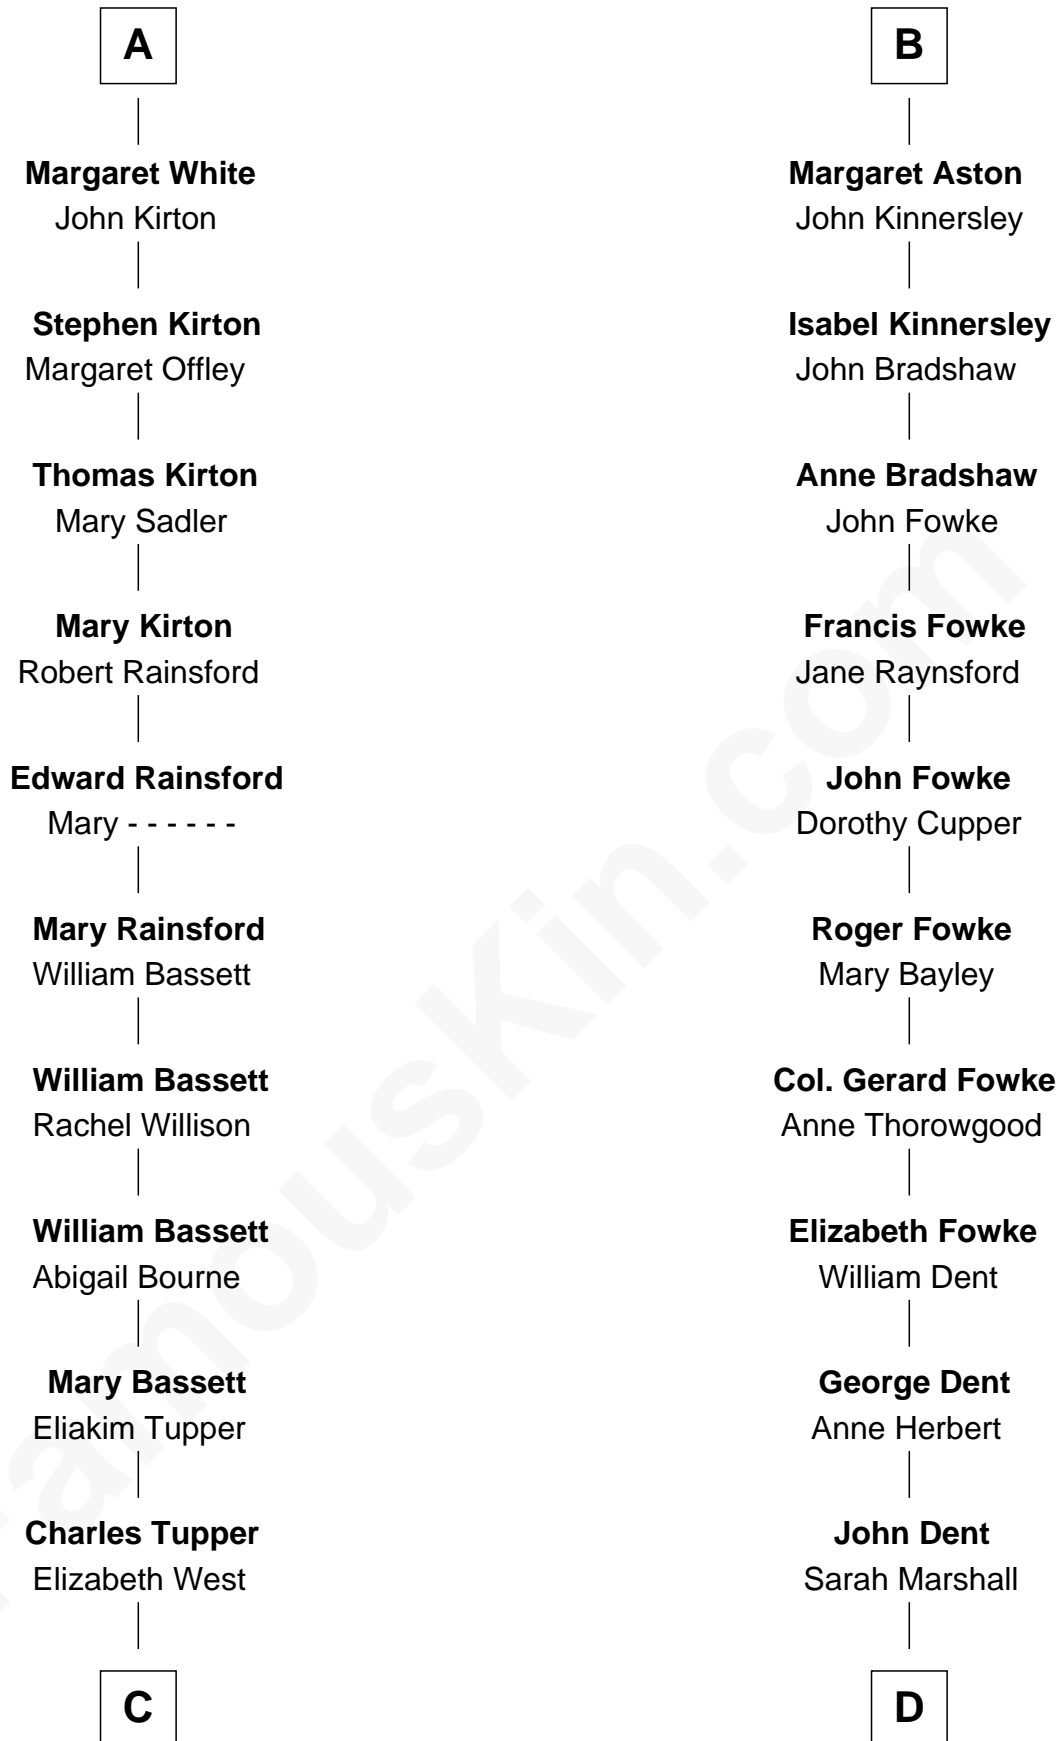 A
Margaret White
John Kirton
Stephen Kirton
Margaret Offley
Thomas Kirton
Mary Sadler
Mary Kirton
Robert Rainsford
Edward Rainsford
Mary - - - - - -
Mary Rainsford
William Bassett
William Bassett
Rachel Willison
William Bassett
Abigail Bourne
Mary Bassett
Eliakim Tupper
Charles Tupper
Elizabeth West
C
B
Margaret Aston
John Kinnersley
Isabel Kinnersley
John Bradshaw
Anne Bradshaw
John Fowke
Francis Fowke
Jane Raynsford
John Fowke
Dorothy Cupper
Roger Fowke
Mary Bayley
Col. Gerard Fowke
Anne Thorowgood
Elizabeth Fowke
William Dent
George Dent
Anne Herbert
John Dent
Sarah Marshall
D
FamousKin.com